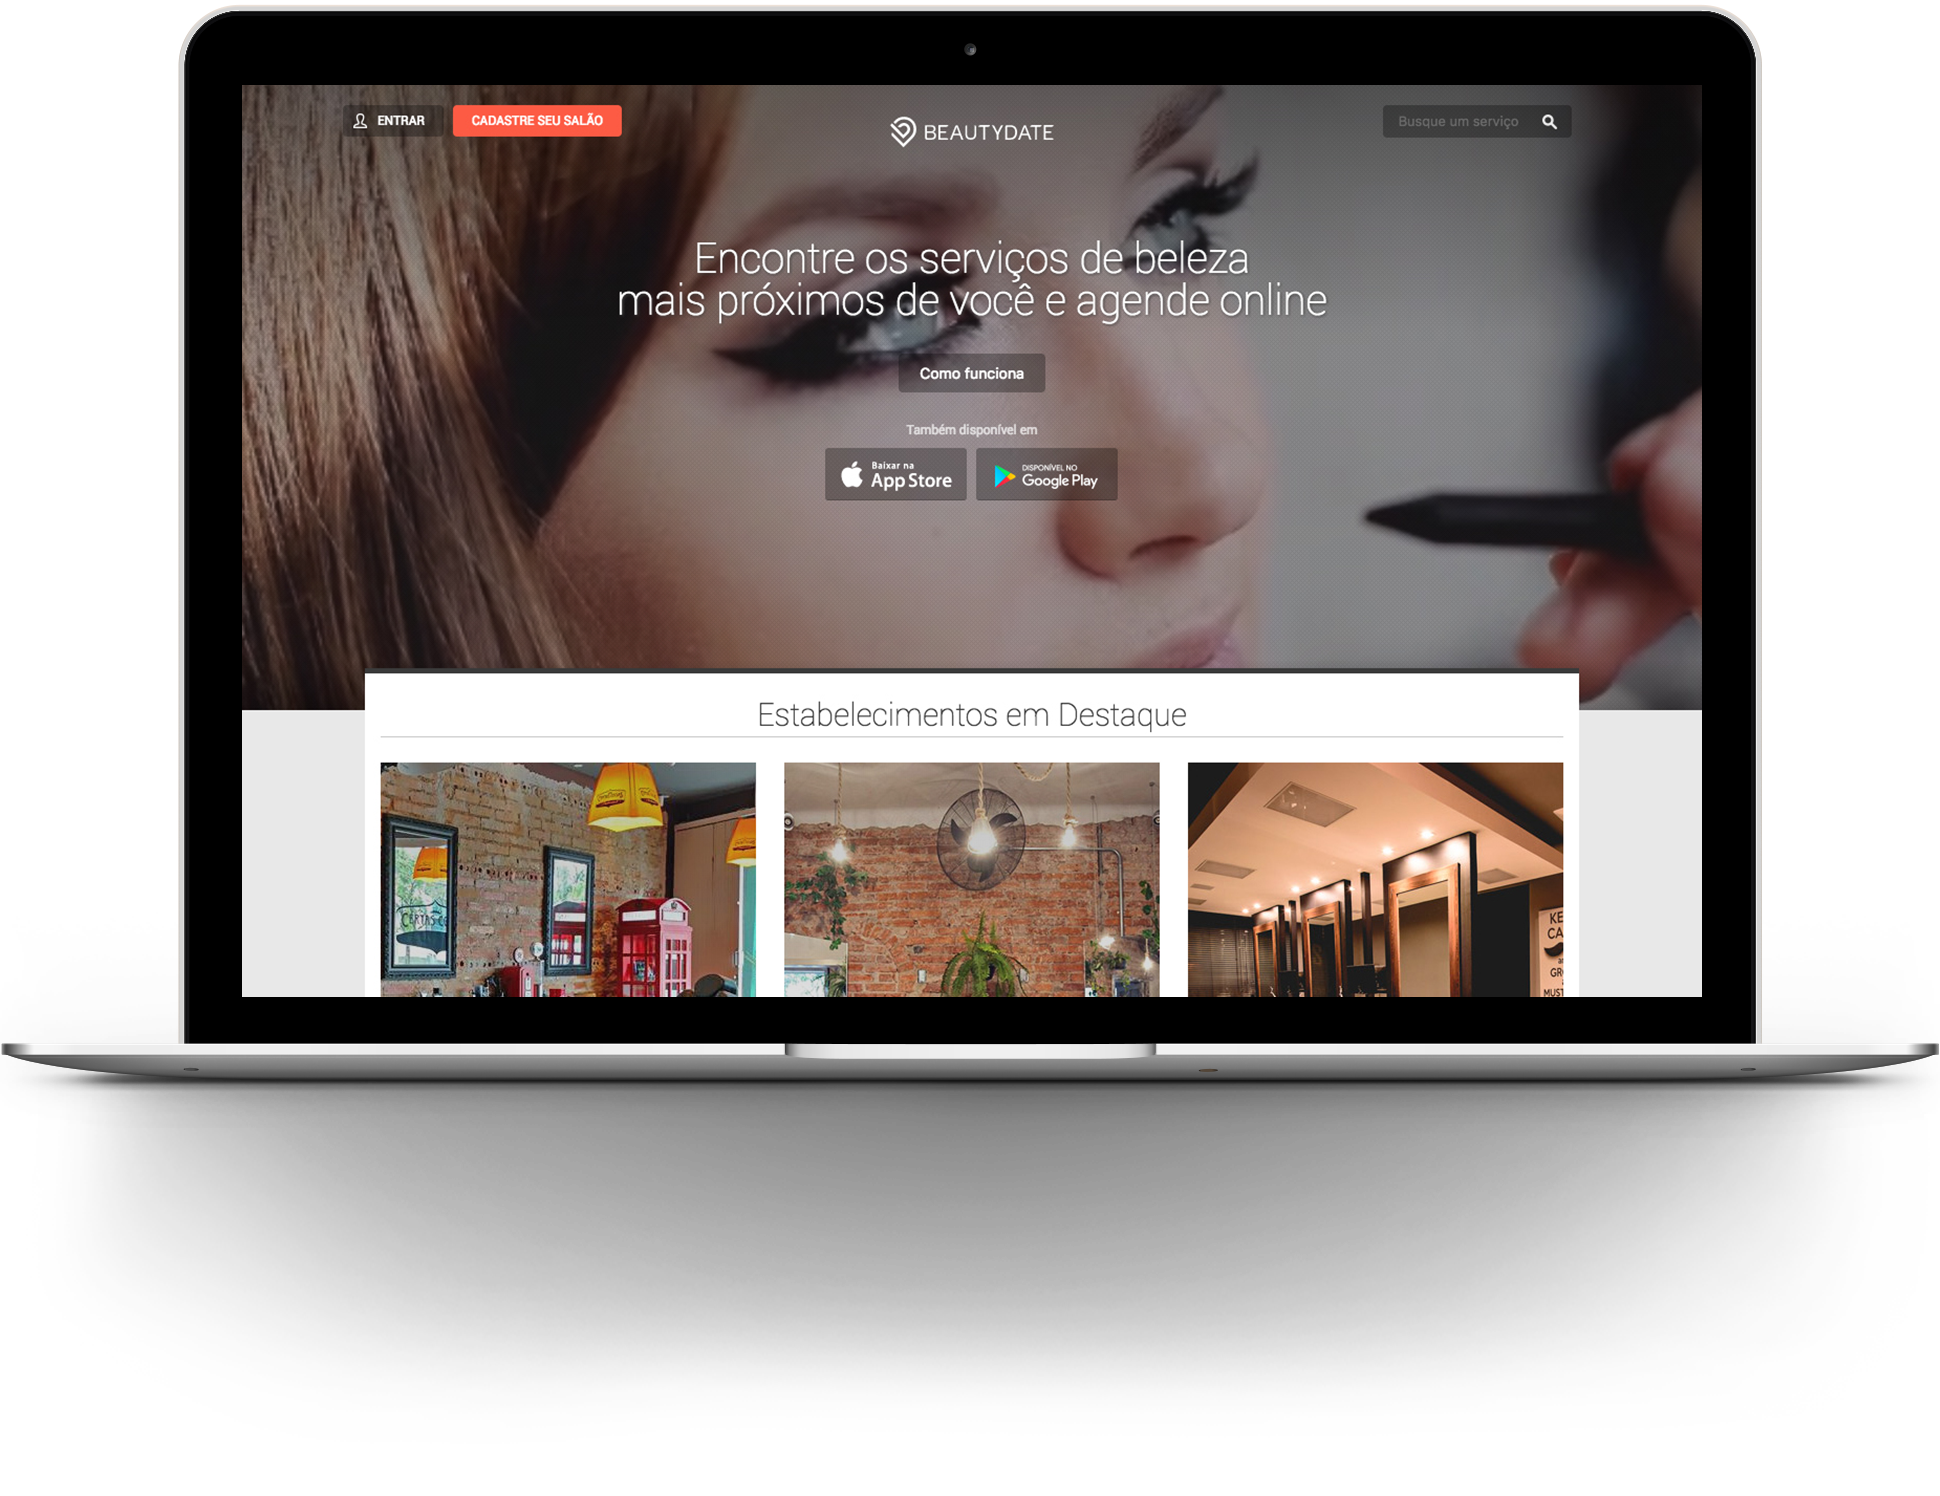 ENTRAR
CADASTRE SEU SALÃO
BEAUTYDATE
Busque um serviço
Encontre os serviços de beleza
mais próximos de você e agende online
Como funciona
Também disponível em
Baixar na
App Store
DISPONÍVEL NO
Google Play
Estabelecimentos em Destaque